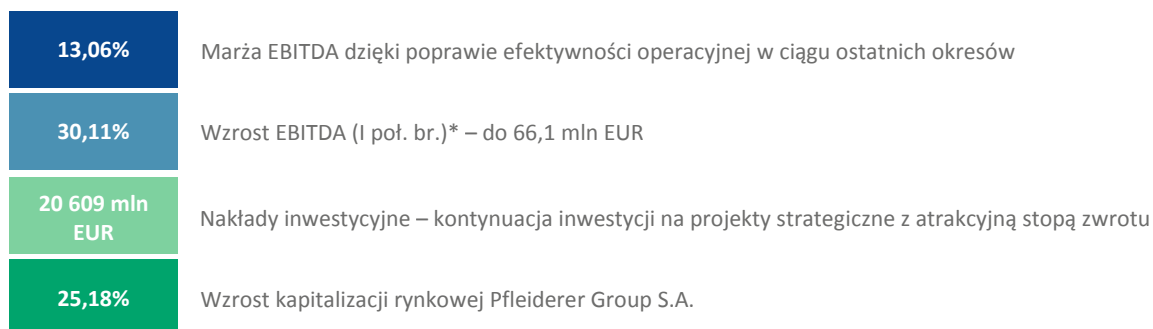 13,06%
Marża EBITDA dzięki poprawie efektywności operacyjnej w ciągu ostatnich okresów
30,11%
Wzrost EBITDA (I poł. br.)* – do 66,1 mln EUR
20 609 mln
EUR
Nakłady inwestycyjne – kontynuacja inwestycji na projekty strategiczne z atrakcyjną stopą zwrotu
25,18%
Wzrost kapitalizacji rynkowej Pfleiderer Group S.A.